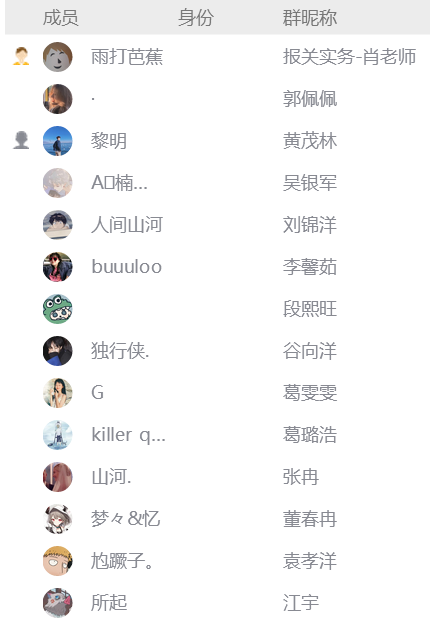 成员 身份 群昵称
雨打芭蕉 报关实务-肖老师
· 郭佩佩
黎明 黄茂林
A 楠... 吴银军
人间山河 刘锦洋
buuuloo 李馨茹
段熙旺
独行侠. 谷向洋
G 葛雯雯
killer q... 葛璐浩
山河. 张冉
梦々&忆 董春冉
尥蹶子。 袁孝洋
所起 江宇